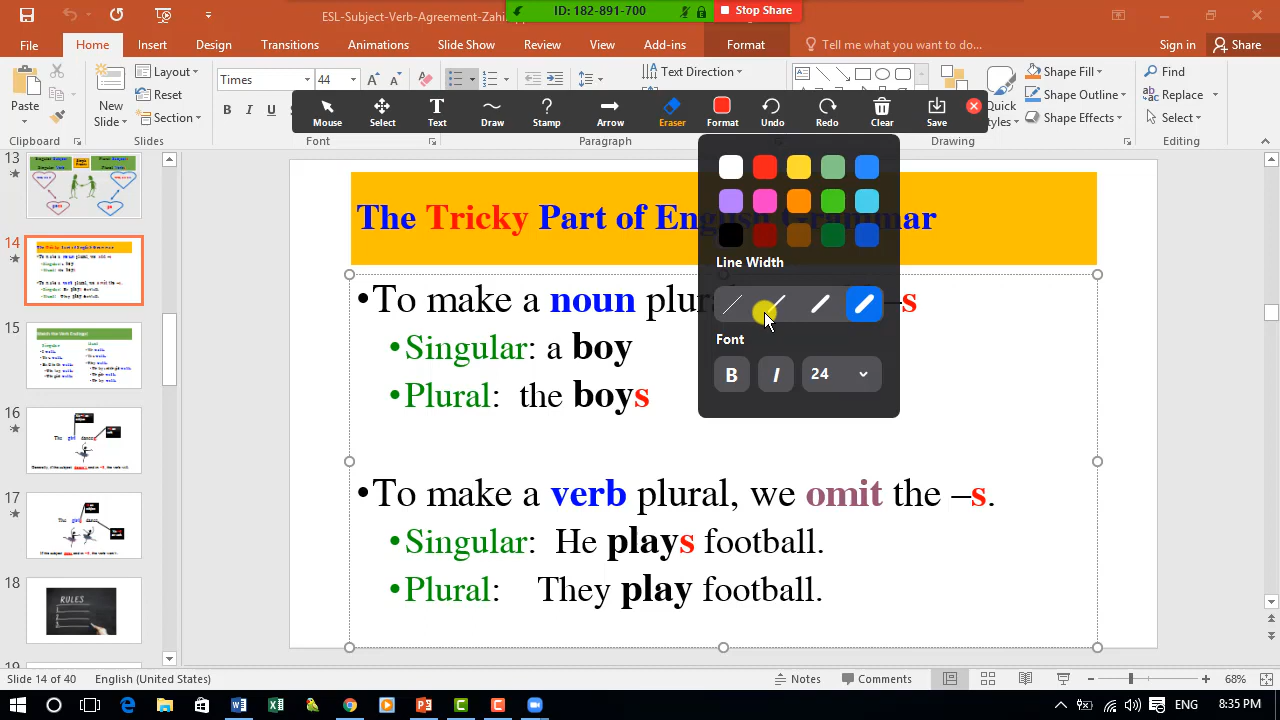 ESL-Subject-Verb-Agreement-Zahi
ID: 182-891-700
Stop Share
File
Home
Insert
Design
Transitions
Animations
Slide Show
Review
View
Add-ins
Format
Tell me what you want to do...
Sign in
Share
Paste
New
Slide
Layout
Reset
Section
Times
44
B
I
Text Direction
Quick
Shape Fill
Shape Outline
Shape Effects
Find
Replace
Select
Clipboard
Slides
Font
Paragraph
Drawing
Editing
Mouse
Select
Text
Draw
Stamp
Arrow
Eraser
Format
Undo
Redo
Clear
Save
Line Width
Font
B
I
24
13
14
15
16
17
18
RULES
The Tricky Part of English Grammar
•To make a noun plural –s
•Singular: a boy
•Plural: the boys
•To make a verb plural, we omit the –s.
•Singular: He plays football.
•Plural: They play football.
Slide 14 of 40
English (United States)
Notes
Comments
68%
ENG